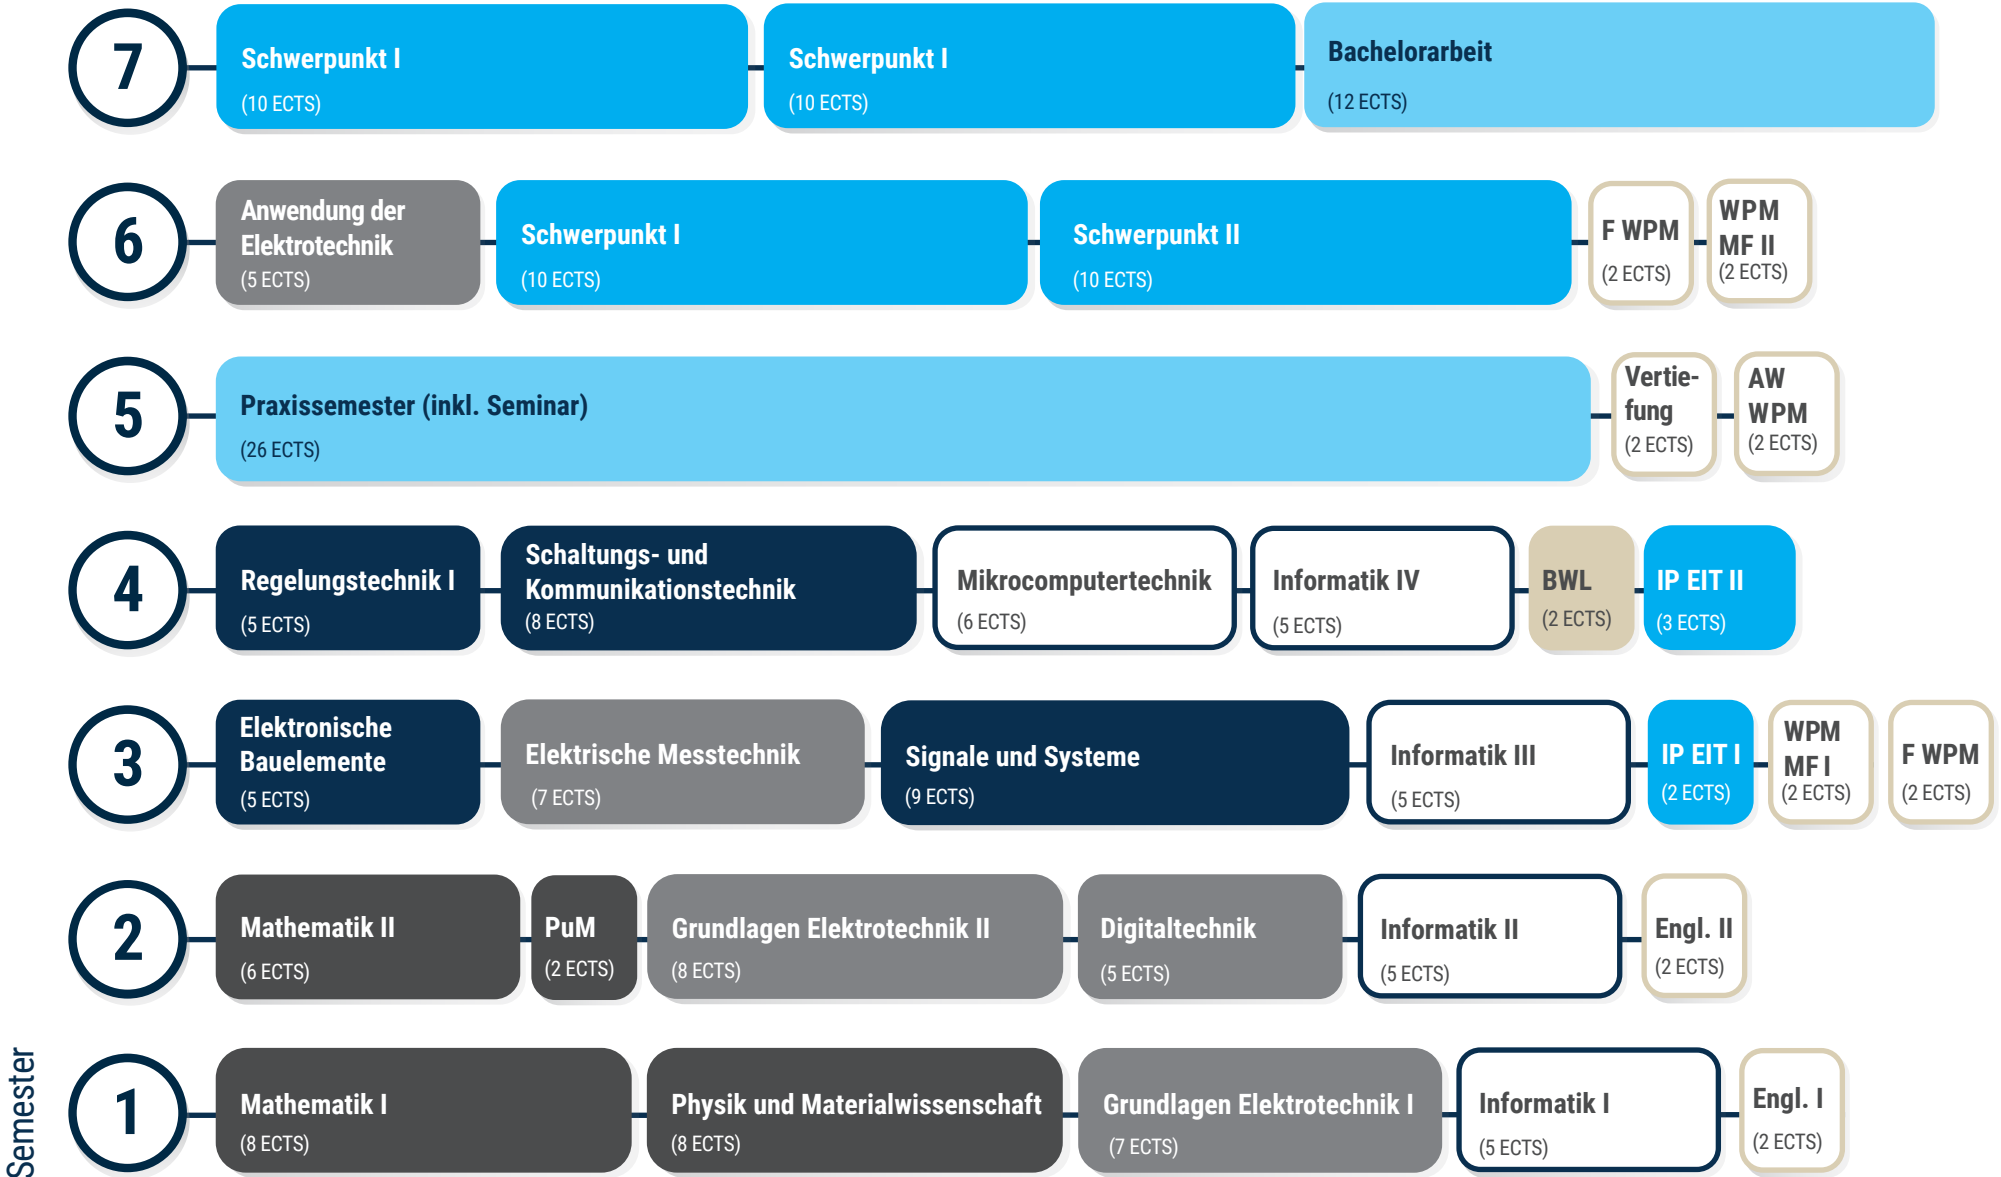 7
Schwerpunkt I
(10 ECTS)
Schwerpunkt I
(10 ECTS)
Bachelorarbeit
(12 ECTS)
6
Anwendung der
Elektrotechnik
(5 ECTS)
Schwerpunkt I
(10 ECTS)
Schwerpunkt II
(10 ECTS)
F WPM
(2 ECTS)
WPM
MF II
(2 ECTS)
5
Praxissemester (inkl. Seminar)
(26 ECTS)
Vertie-
fung
(2 ECTS)
AW
WPM
(2 ECTS)
4
Regelungstechnik I
(5 ECTS)
Schaltungs- und
Kommunikationstechnik
(8 ECTS)
Mikrocomputertechnik
(6 ECTS)
Informatik IV
(5 ECTS)
BWL
(2 ECTS)
IP EIT II
(3 ECTS)
3
Elektronische
Bauelemente
(5 ECTS)
Elektrische Messtechnik
(7 ECTS)
Signale und Systeme
(9 ECTS)
Informatik III
(5 ECTS)
IP EIT I
(2 ECTS)
WPM
MF I
(2 ECTS)
F WPM
(2 ECTS)
2
Mathematik II
(6 ECTS)
PuM
(2 ECTS)
Grundlagen Elektrotechnik II
(8 ECTS)
Digitaltechnik
(5 ECTS)
Informatik II
(5 ECTS)
Engl. II
(2 ECTS)
Semester
1
Mathematik I
(8 ECTS)
Physik und Materialwissenschaft
(8 ECTS)
Grundlagen Elektrotechnik I
(7 ECTS)
Informatik I
(5 ECTS)
Engl. I
(2 ECTS)